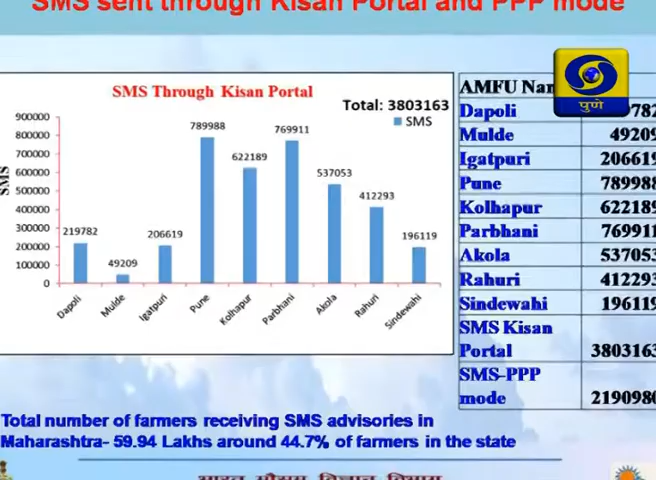 SMS sent through Kisan Portal and PPP mode
SMS Through Kisan Portal
Total: 3803163
SMS
SMS
900000
800000
700000
600000
500000
400000
300000
200000
100000
0
219782
49209
206619
789988
622189
769911
537053
412293
196119
Dapoli
Mulde
Igatpuri
Pune
Kolhapur
Parbhani
Akola
Rahuri
Sindewahi
AMFU
पुणे
Dapoli
Mulde 49209
Igatpuri 206619
Pune 789988
Kolhapur 622189
Parbhani 769911
Akola 537053
Rahuri 412293
Sindewahi 196119
SMS Kisan
Portal 3803163
SMS-PPP
mode 2190980
Total number of farmers receiving SMS advisories in
Maharashtra- 59.94 Lakhs around 44.7% of farmers in the state
भारत मौसम विज्ञान विभाग